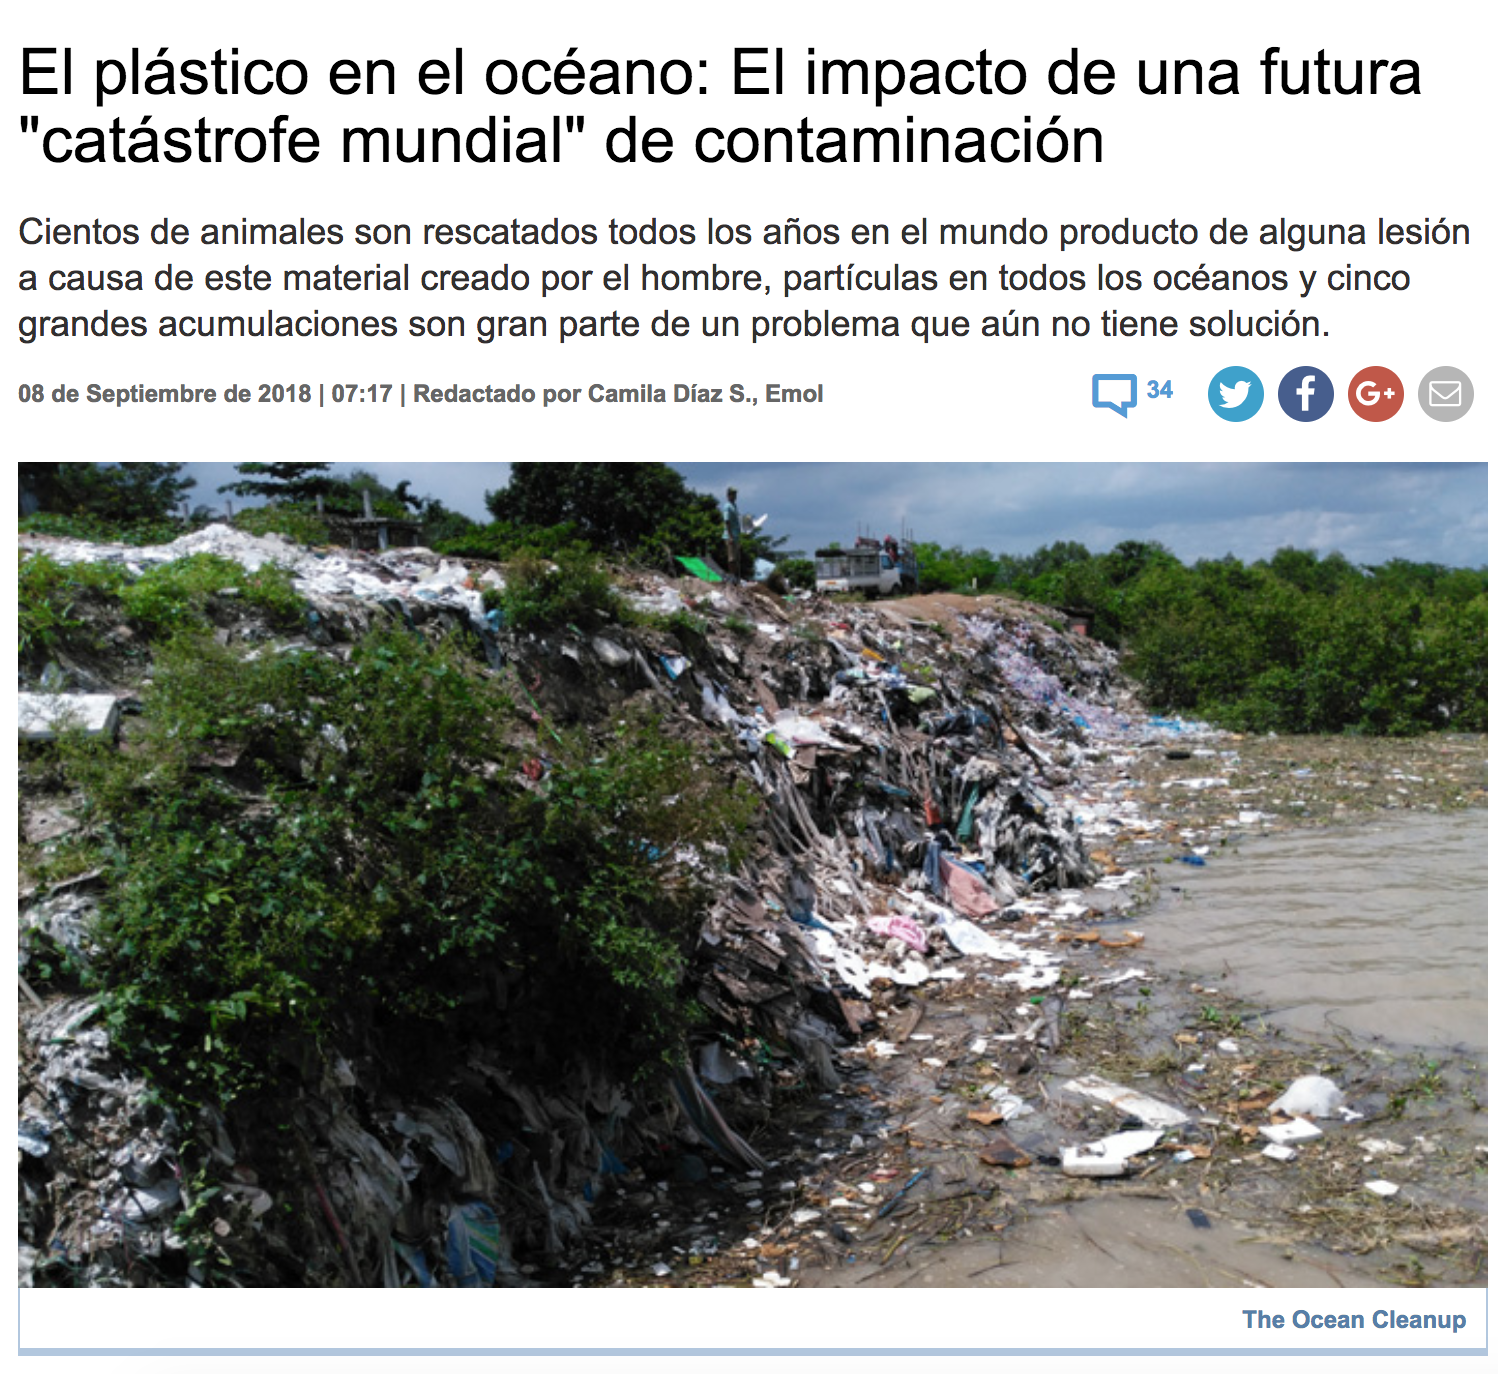 El plástico en el océano: El impacto de una futura
"catástrofe mundial" de contaminación
Cientos de animales son rescatados todos los años en el mundo producto de alguna lesión
a causa de este material creado por el hombre, partículas en todos los océanos y cinco
grandes acumulaciones son gran parte de un problema que aún no tiene solución.
08 de Septiembre de 2018 | 07:17 | Redactado por Camila Díaz S., Emol
34
G+
The Ocean Cleanup